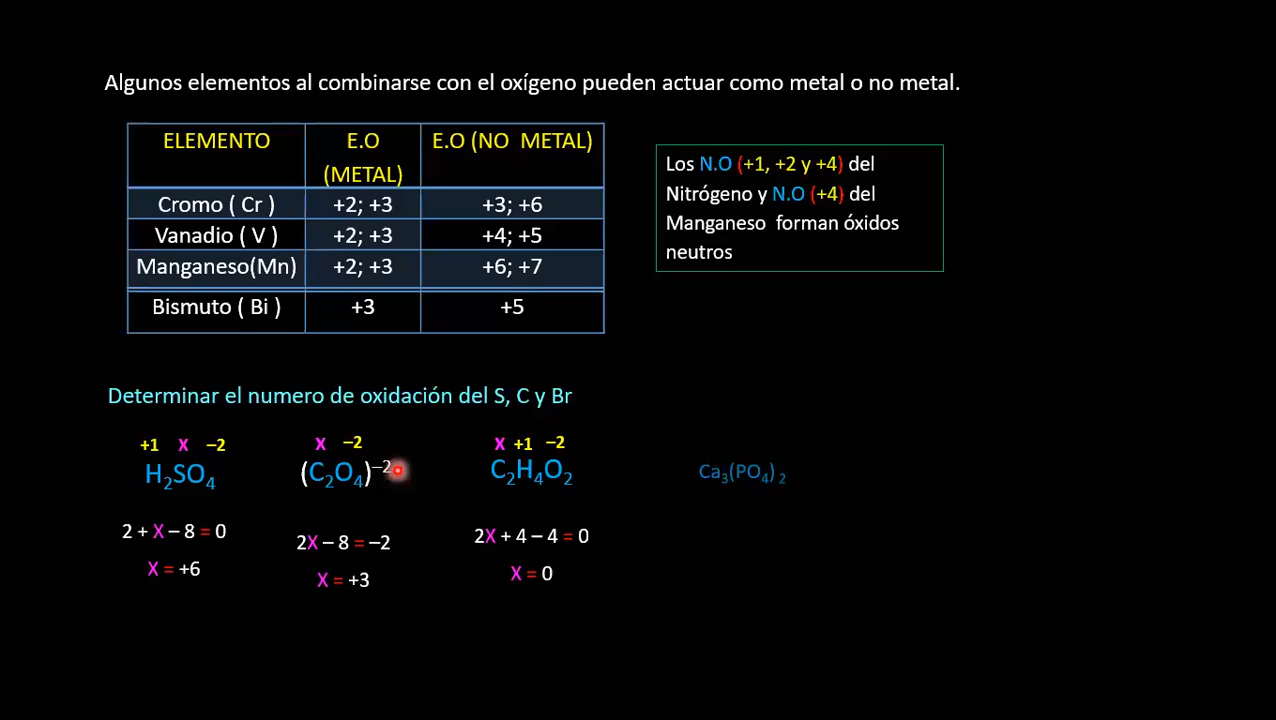 Algunos elementos al combinarse con el oxígeno pueden actuar como metal o no metal.
ELEMENTO E.O (METAL) E.O (NO METAL)
Cromo ( Cr ) +2; +3 +3; +6
Vanadio ( V ) +2; +3 +4; +5
Manganeso(Mn) +2; +3 +6; +7
Bismuto ( Bi ) +3 +5
Los N.O (+1, +2 y +4) del
Nitrógeno y N.O (+4) del
Manganeso forman óxidos
neutros
Determinar el numero de oxidación del S, C y Br
+1 X –2
H₂SO₄
2 + X – 8 = 0
X = +6
X –2
(C₂O₄)⁻²
2X – 8 = –2
X = +3
X +1 –2
C₂H₄O₂
2X + 4 – 4 = 0
X = 0
Ca₃(PO₄)₂